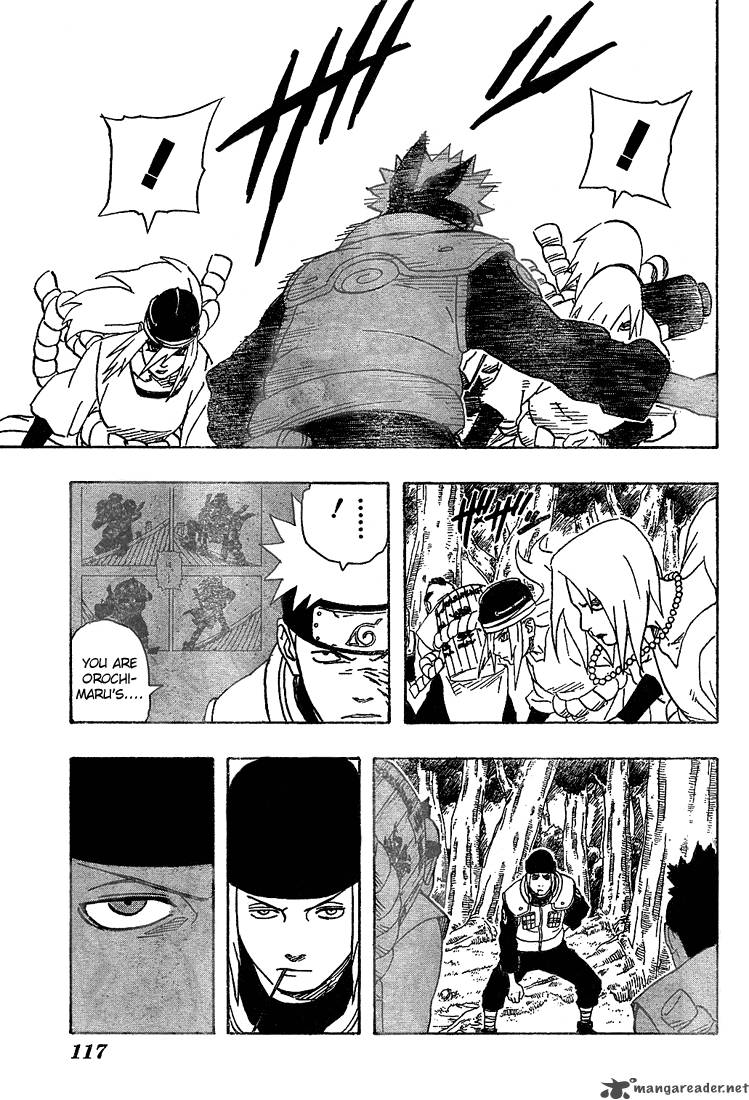 !
!
!
......
YOU ARE
OROCHI-
MARU'S....
117
mangareader.net